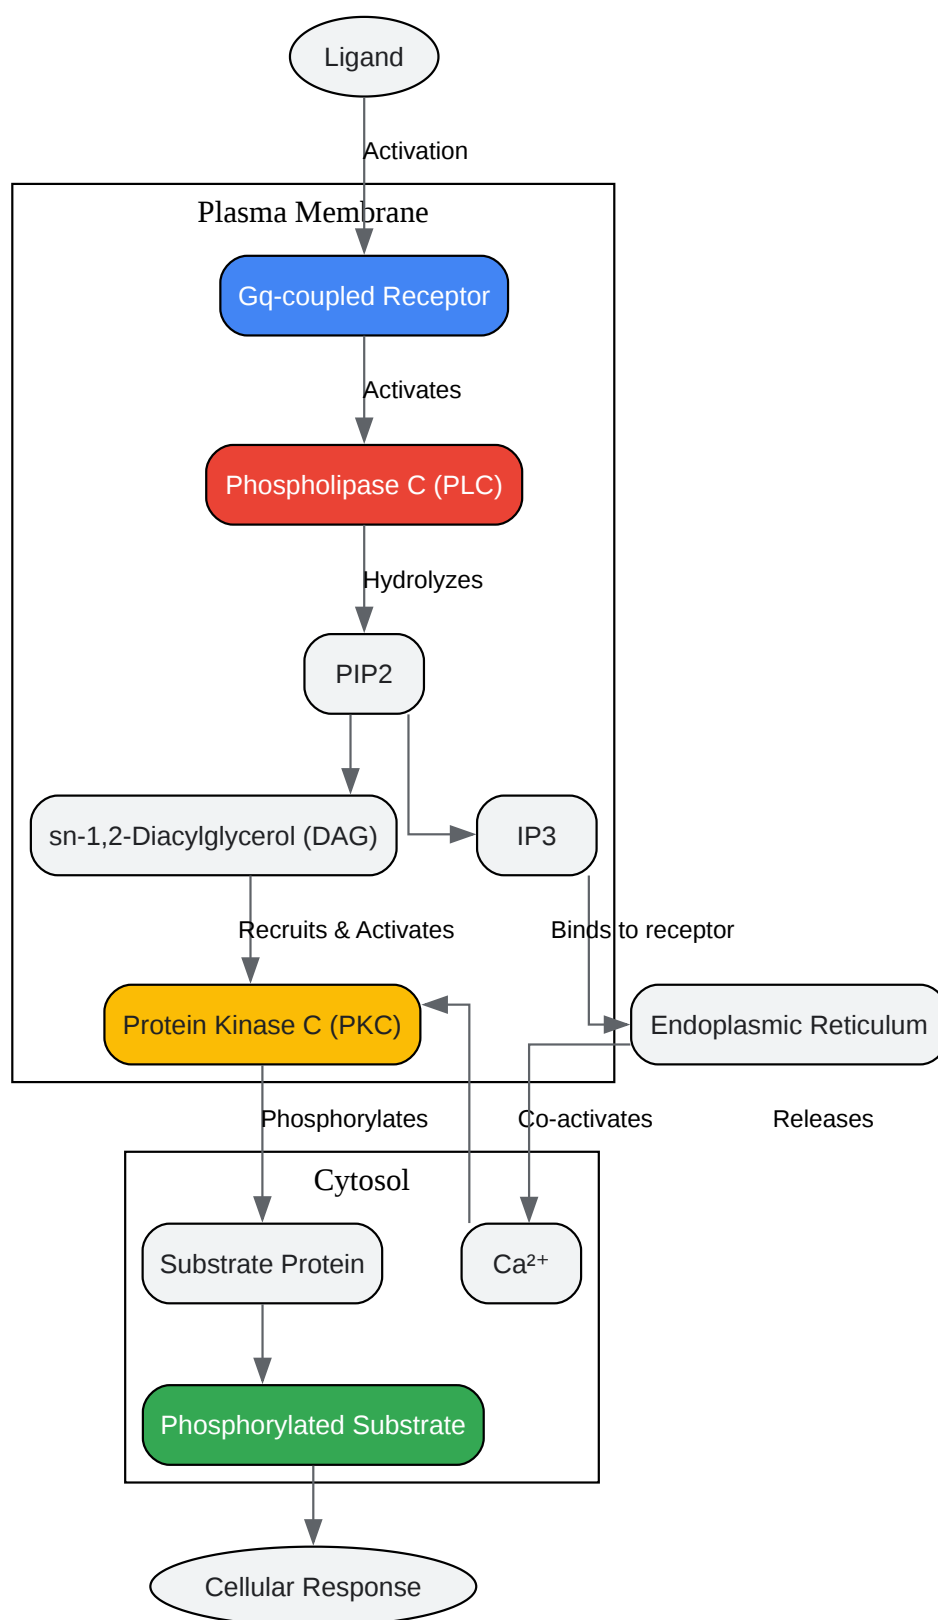 Ligand
Activation
Plasma Membrane
Gq-coupled Receptor
Activates
Phospholipase C (PLC)
Hydrolyzes
PIP2
sn-1,2-Diacylglycerol (DAG)
IP3
Recruits & Activates
Binds to receptor
Protein Kinase C (PKC)
Endoplasmic Reticulum
Phosphorylates
Co-activates
Releases
Cytosol
Substrate Protein
Ca²⁺
Phosphorylated Substrate
Cellular Response